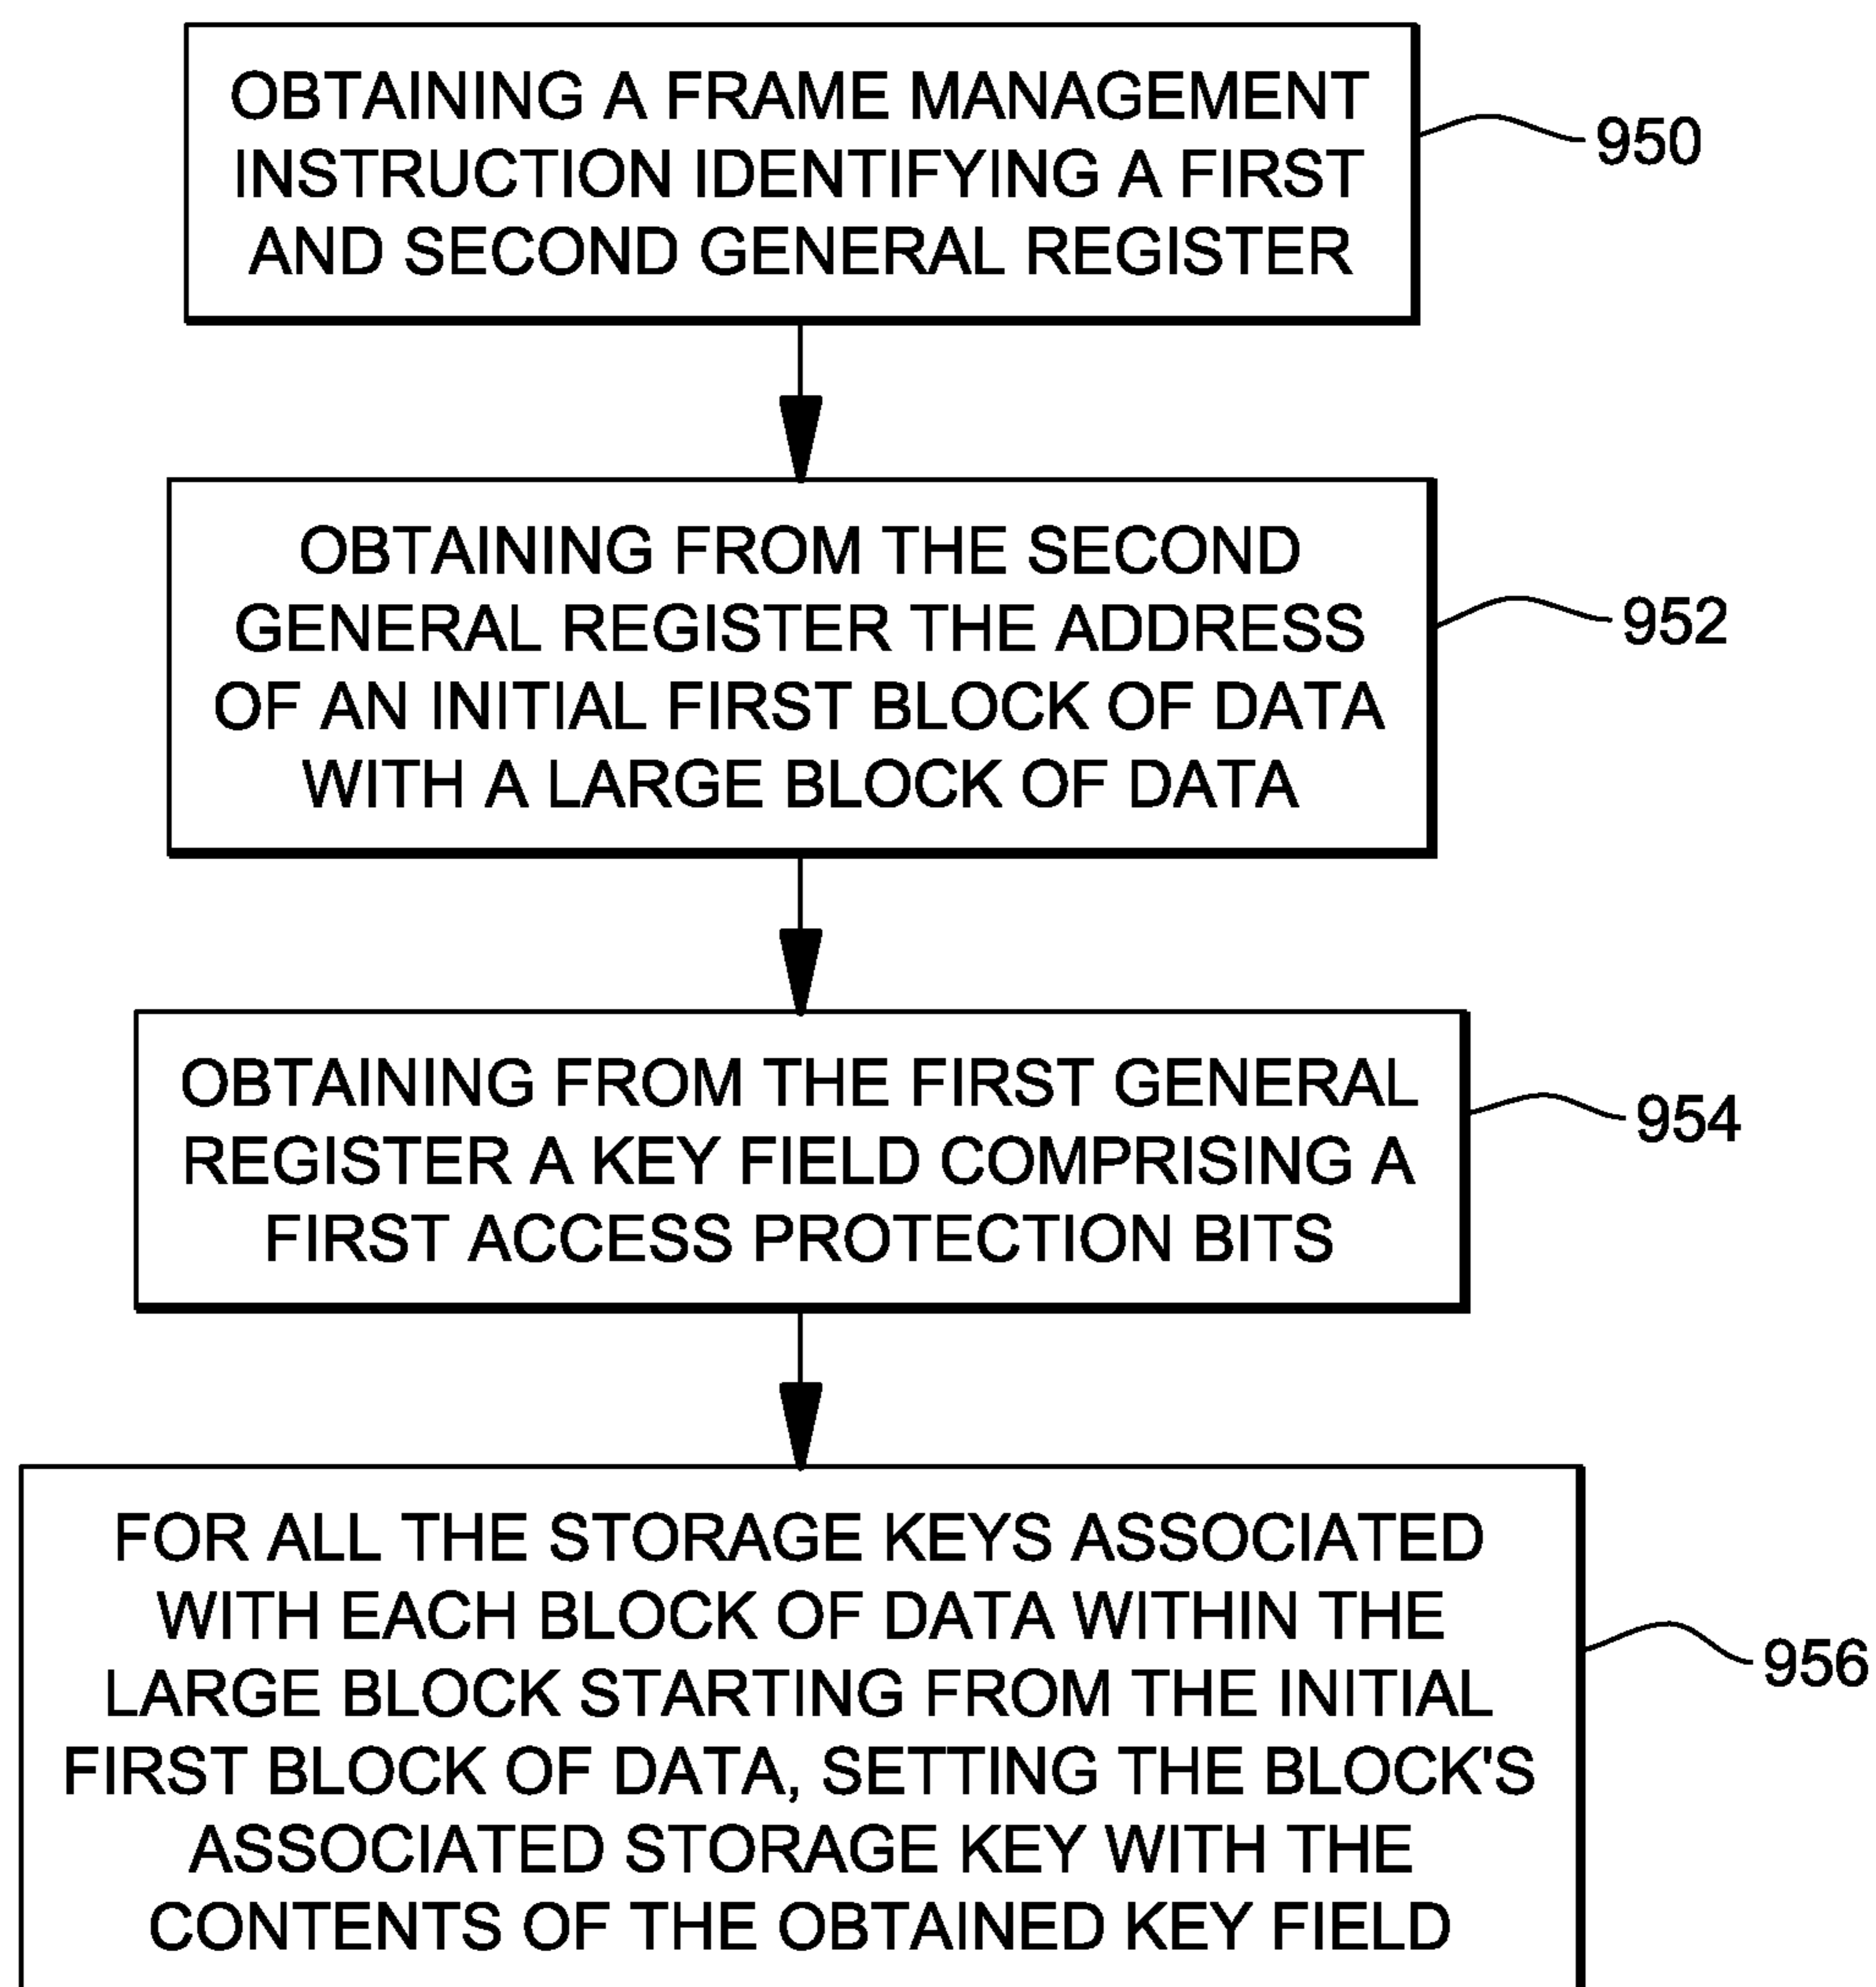 OBTAINING A FRAME MANAGEMENT
INSTRUCTION IDENTIFYING A FIRST
AND SECOND GENERAL REGISTER
950
OBTAINING FROM THE SECOND
GENERAL REGISTER THE ADDRESS
OF AN INITIAL FIRST BLOCK OF DATA
WITH A LARGE BLOCK OF DATA
952
OBTAINING FROM THE FIRST GENERAL
REGISTER A KEY FIELD COMPRISING A
FIRST ACCESS PROTECTION BITS
954
FOR ALL THE STORAGE KEYS ASSOCIATED
WITH EACH BLOCK OF DATA WITHIN THE
LARGE BLOCK STARTING FROM THE INITIAL
FIRST BLOCK OF DATA, SETTING THE BLOCK'S
ASSOCIATED STORAGE KEY WITH THE
CONTENTS OF THE OBTAINED KEY FIELD
956